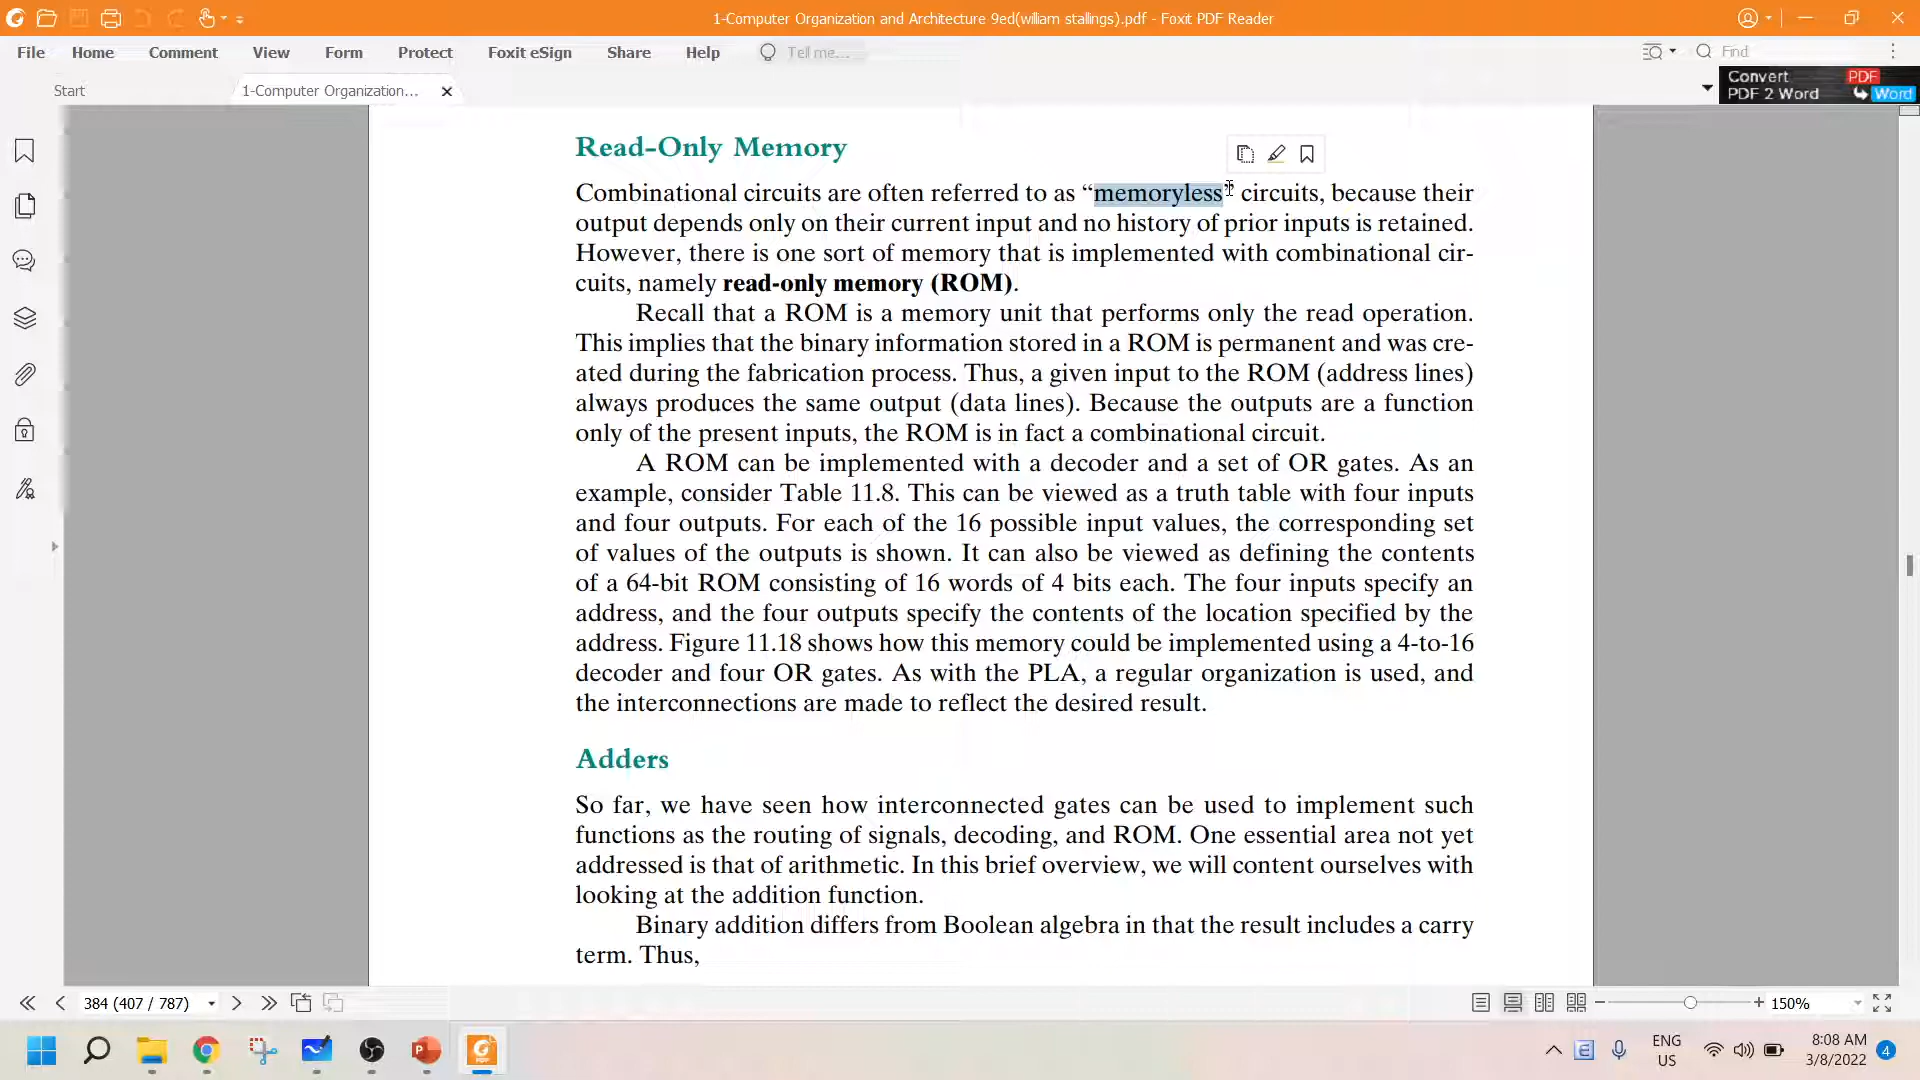 1-Computer Organization and Architecture 9ed(william stallings).pdf - Foxit PDF Reader
File Home Comment View Form Protect Foxit eSign Share Help Tell me... Find
Start 1-Computer Organization...
Convert PDF
PDF 2 Word Word
Read-Only Memory
Combinational circuits are often referred to as “memoryless” circuits, because their
output depends only on their current input and no history of prior inputs is retained.
However, there is one sort of memory that is implemented with combinational cir-
cuits, namely read-only memory (ROM).
Recall that a ROM is a memory unit that performs only the read operation.
This implies that the binary information stored in a ROM is permanent and was cre-
ated during the fabrication process. Thus, a given input to the ROM (address lines)
always produces the same output (data lines). Because the outputs are a function
only of the present inputs, the ROM is in fact a combinational circuit.
A ROM can be implemented with a decoder and a set of OR gates. As an
example, consider Table 11.8. This can be viewed as a truth table with four inputs
and four outputs. For each of the 16 possible input values, the corresponding set
of values of the outputs is shown. It can also be viewed as defining the contents
of a 64-bit ROM consisting of 16 words of 4 bits each. The four inputs specify an
address, and the four outputs specify the contents of the location specified by the
address. Figure 11.18 shows how this memory could be implemented using a 4-to-16
decoder and four OR gates. As with the PLA, a regular organization is used, and
the interconnections are made to reflect the desired result.
Adders
So far, we have seen how interconnected gates can be used to implement such
functions as the routing of signals, decoding, and ROM. One essential area not yet
addressed is that of arithmetic. In this brief overview, we will content ourselves with
looking at the addition function.
Binary addition differs from Boolean algebra in that the result includes a carry
term. Thus,
384 (407 / 787) 150%
ENG 8:08 AM
US 3/8/2022 4